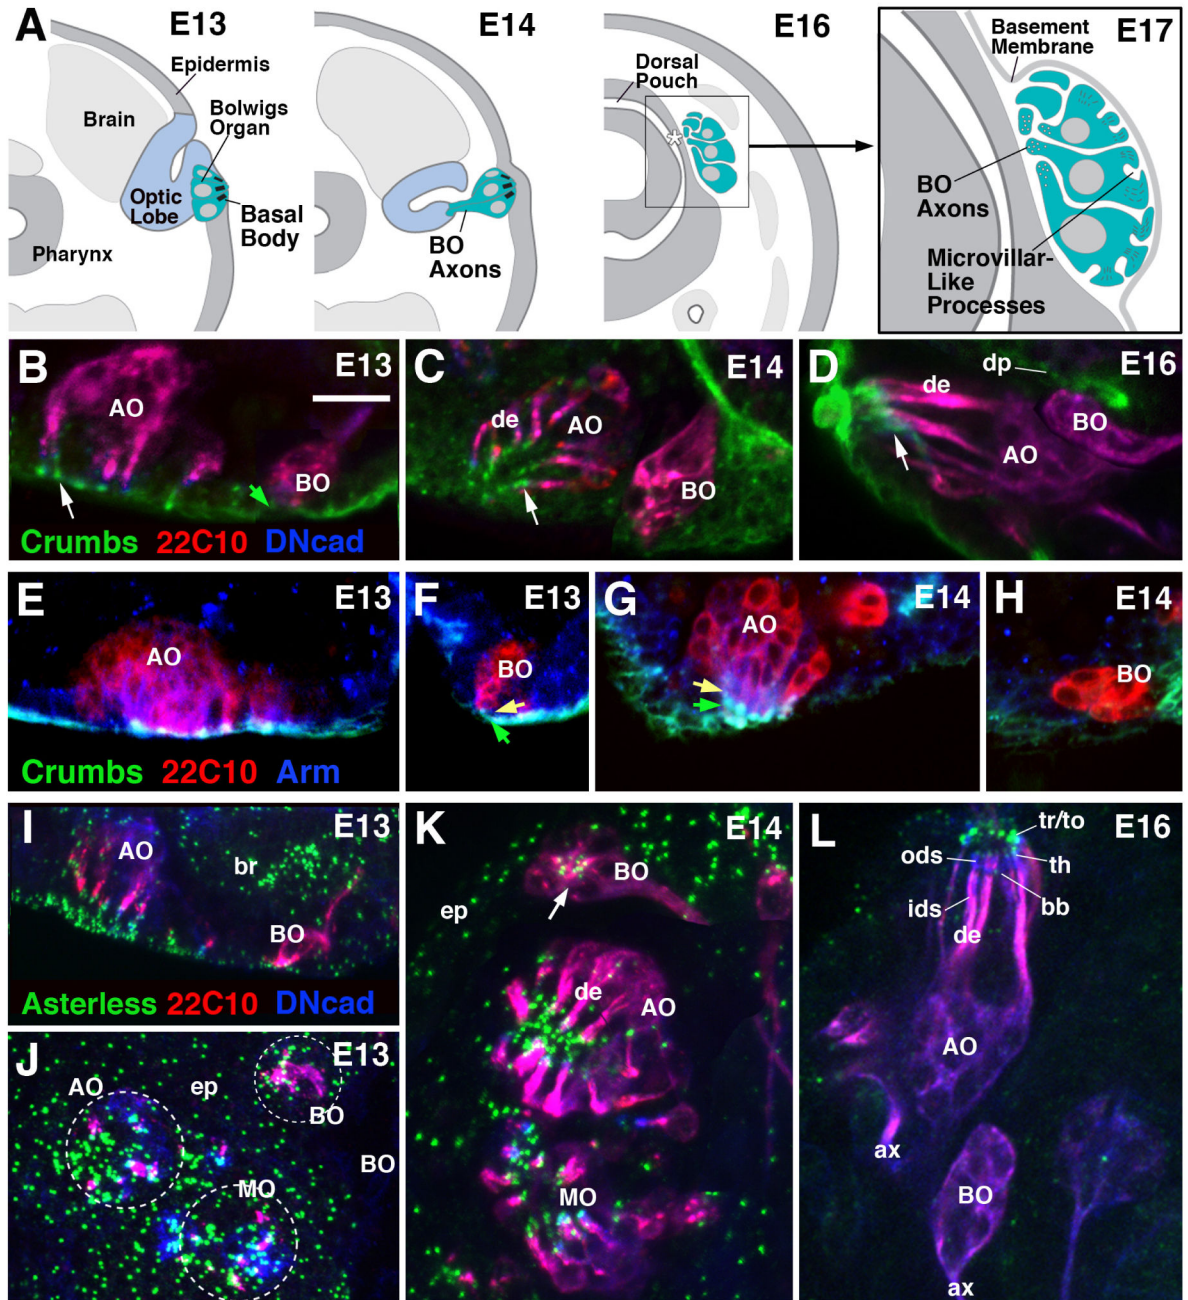 A
E13
Epidermis
Bolwigs
Organ
Brain
Optic
Lobe
Basal
Body
Pharynx
E14
BO
Axons
E16
Dorsal
Pouch
*
Basement
Membrane
E17
BO
Axons
Microvillar-
Like
Processes
B
E13
AO
BO
Crumbs 22C10 DNcad
C
E14
de
AO
BO
D
E16
dp
de
BO
AO
E
E13
AO
Crumbs 22C10 Arm
F
E13
BO
G
E14
AO
H
E14
BO
I
E13
AO
br
BO
Asterless 22C10 DNcad
J
E13
AO
ep
BO
BO
MO
K
E14
BO
ep
de
AO
MO
L
E16
tr/to
ods
th
ids
bb
de
AO
ax
BO
ax